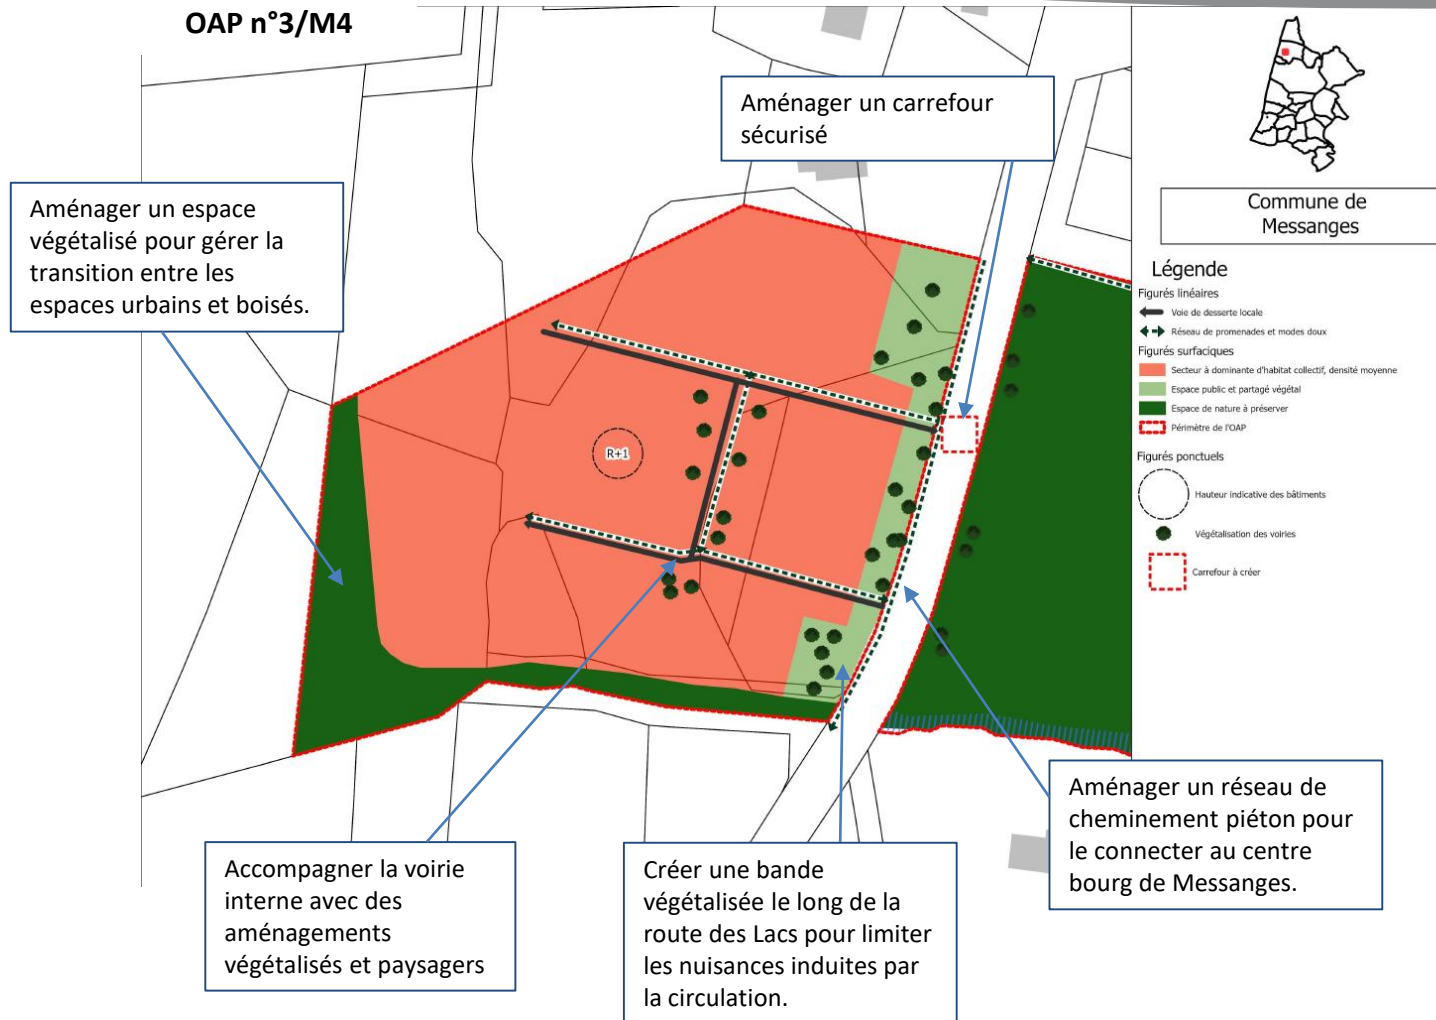 OAP n°3/M4
Aménager un carrefour
sécurisé
Aménager un espace
végétalisé pour gérer la
transition entre les
espaces urbains et boisés.
R+1
Accompagner la voirie
interne avec des
aménagements
végétalisés et paysagers
Créer une bande
végétalisée le long de la
route des Lacs pour limiter
les nuisances induites par
la circulation.
Aménager un réseau de
cheminement piéton pour
le connecter au centre
bourg de Messanges.
Commune de
Messanges
Légende
Figurés linéaires
Voie de desserte locale
Réseau de promenades et modes doux
Figurés surfaciques
Secteur à dominante d'habitat collectif, densité moyenne
Espace public et partagé végétal
Espace de nature à préserver
Périmètre de l'OAP
Figurés ponctuels
Hauteur indicative des bâtiments
Végétalisation des voiries
Carrefour à créer